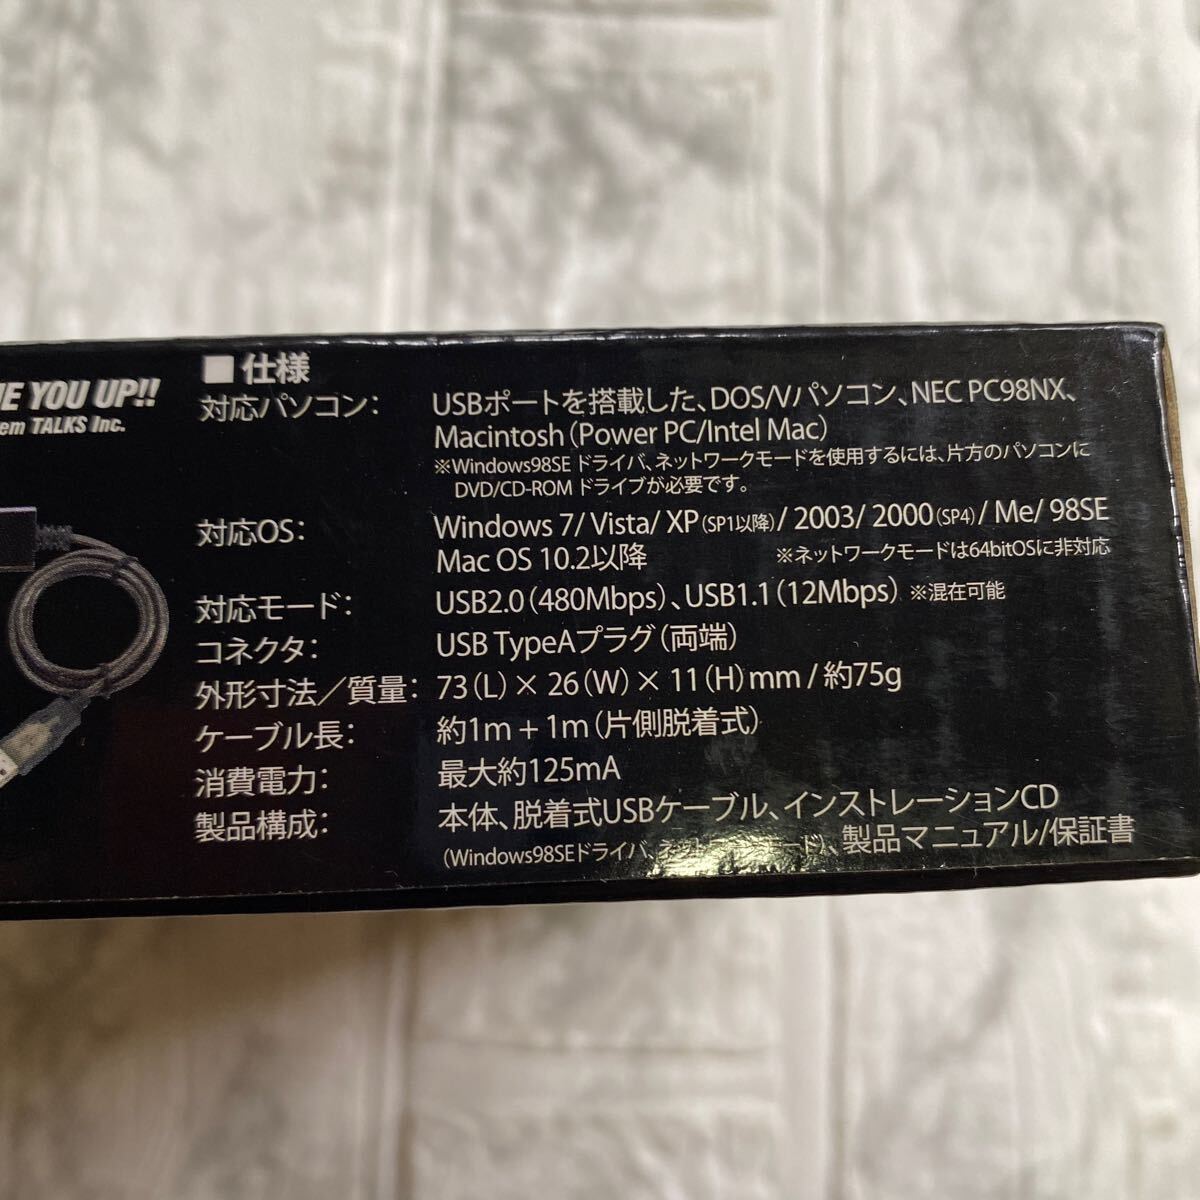 YOU UP!!
TALKS Inc.
■仕様
対応パソコン： USBポートを搭載した、DOS/Vパソコン、NEC PC98NX、
Macintosh（Power PC/Intel Mac）
※Windows98SE ドライバ、ネットワークモードを使用するには、片方のパソコンに
DVD/CD-ROM ドライブが必要です。
対応OS： Windows 7/ Vista/ XP（SP1以降）/ 2003/ 2000（SP4）/ Me/ 98SE
Mac OS 10.2以降 ※ネットワークモードは64bitOSに非対応
対応モード： USB2.0（480Mbps）、USB1.1（12Mbps）※混在可能
コネクタ： USB TypeAプラグ（両端）
外形寸法／質量： 73（L）× 26（W）× 11（H）mm / 約75g
ケーブル長： 約1m + 1m（片側脱着式）
消費電力： 最大約125mA
製品構成： 本体、脱着式USBケーブル、インストレーションCD
（Windows98SEドライバ、ネットワークモード）、製品マニュアル/保証書